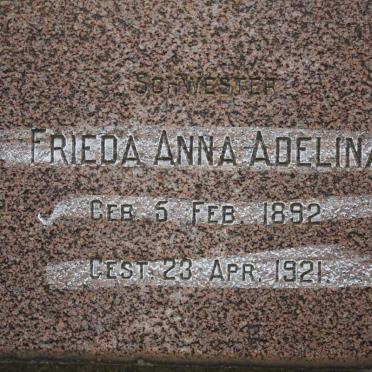 SCHWESTER
FRIEDA ANNA ADELINA
GEB. 5 FEB. 1892
GEST. 23 APR. 1921.